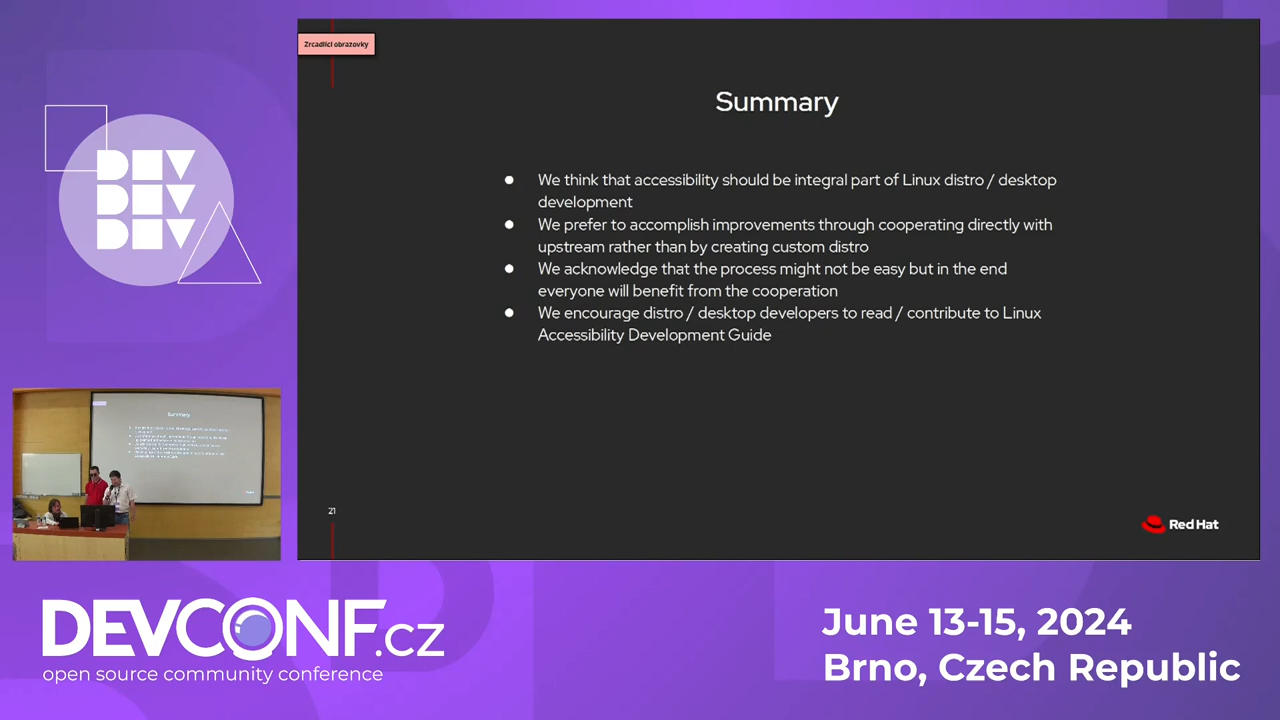 Zrcadlící obrazovky
Summary
● We think that accessibility should be integral part of Linux distro / desktop
development
● We prefer to accomplish improvements through cooperating directly with
upstream rather than by creating custom distro
● We acknowledge that the process might not be easy but in the end
everyone will benefit from the cooperation
● We encourage distro / desktop developers to read / contribute to Linux
Accessibility Development Guide
21
Red Hat
DEV
DEV
DEV
Summary
DEVCONF.cz
open source community conference
June 13-15, 2024
Brno, Czech Republic